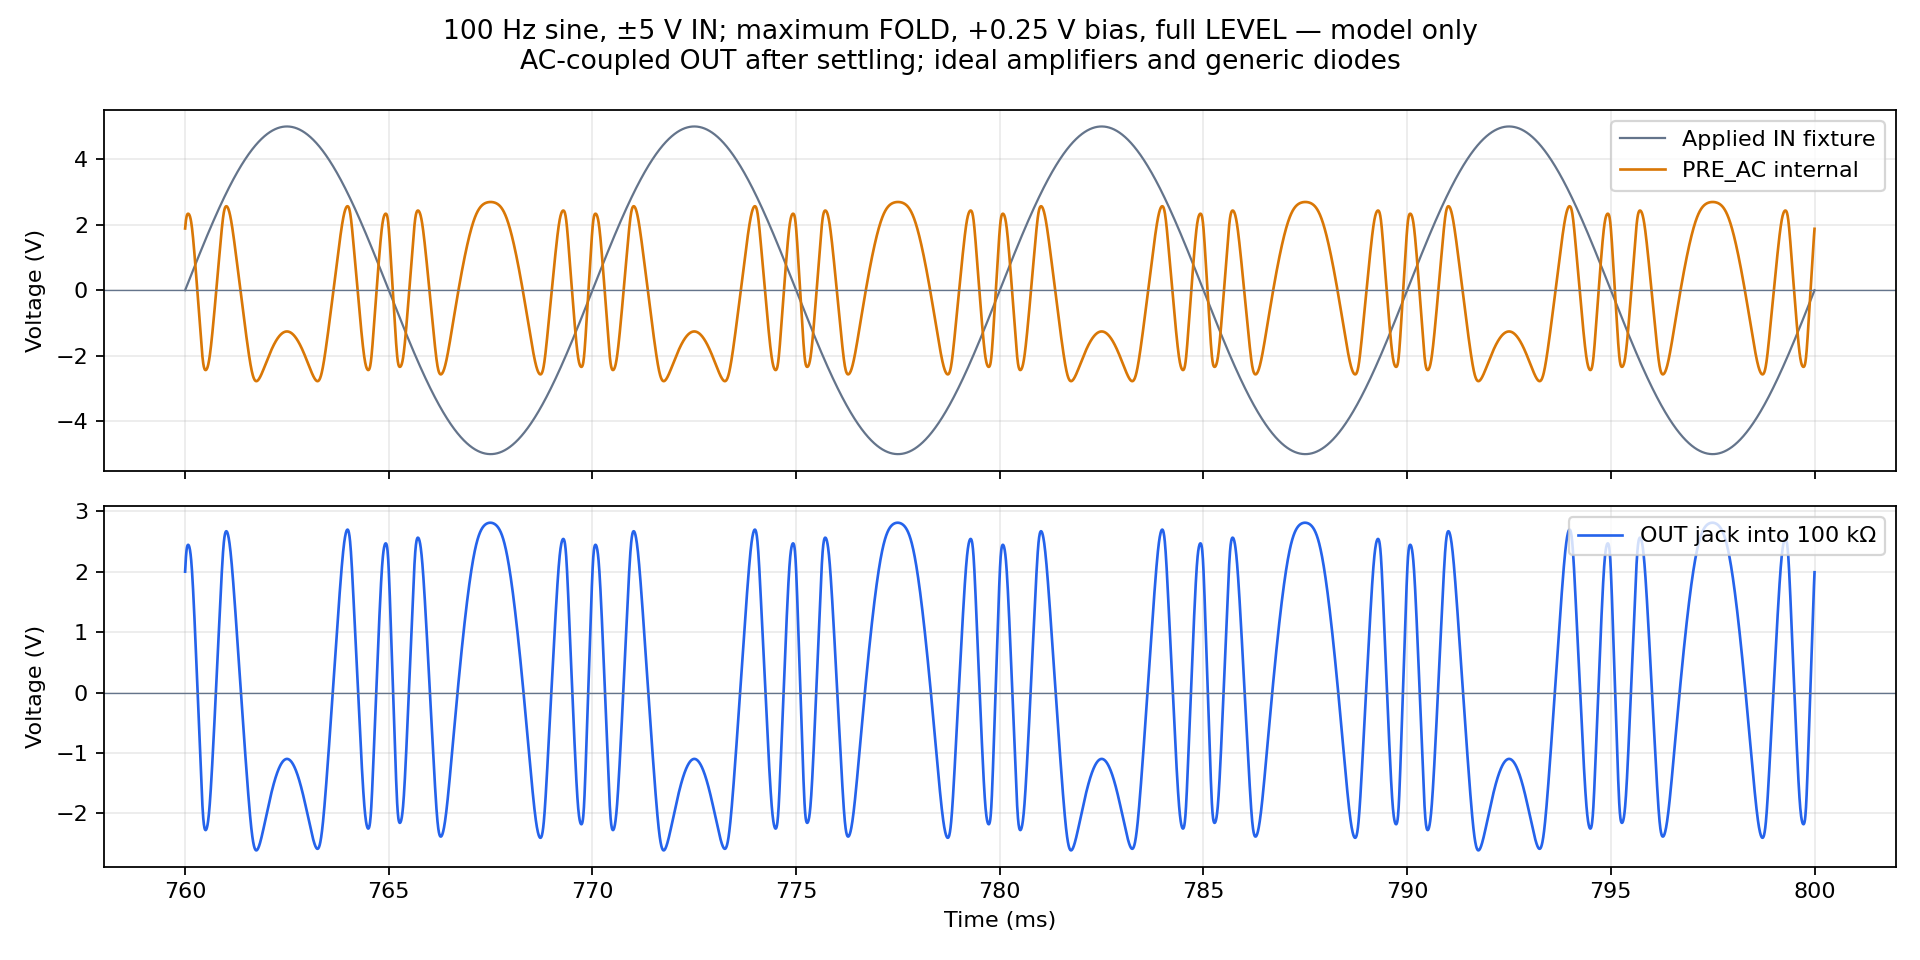 100 Hz sine, ±5 V IN; maximum FOLD, +0.25 V bias, full LEVEL — model only
AC-coupled OUT after settling; ideal amplifiers and generic diodes
Applied IN fixture
PRE_AC internal
Voltage (V)
4
2
0
−2
−4
OUT jack into 100 kΩ
Voltage (V)
3
2
1
0
−1
−2
760
765
770
775
780
785
790
795
800
Time (ms)